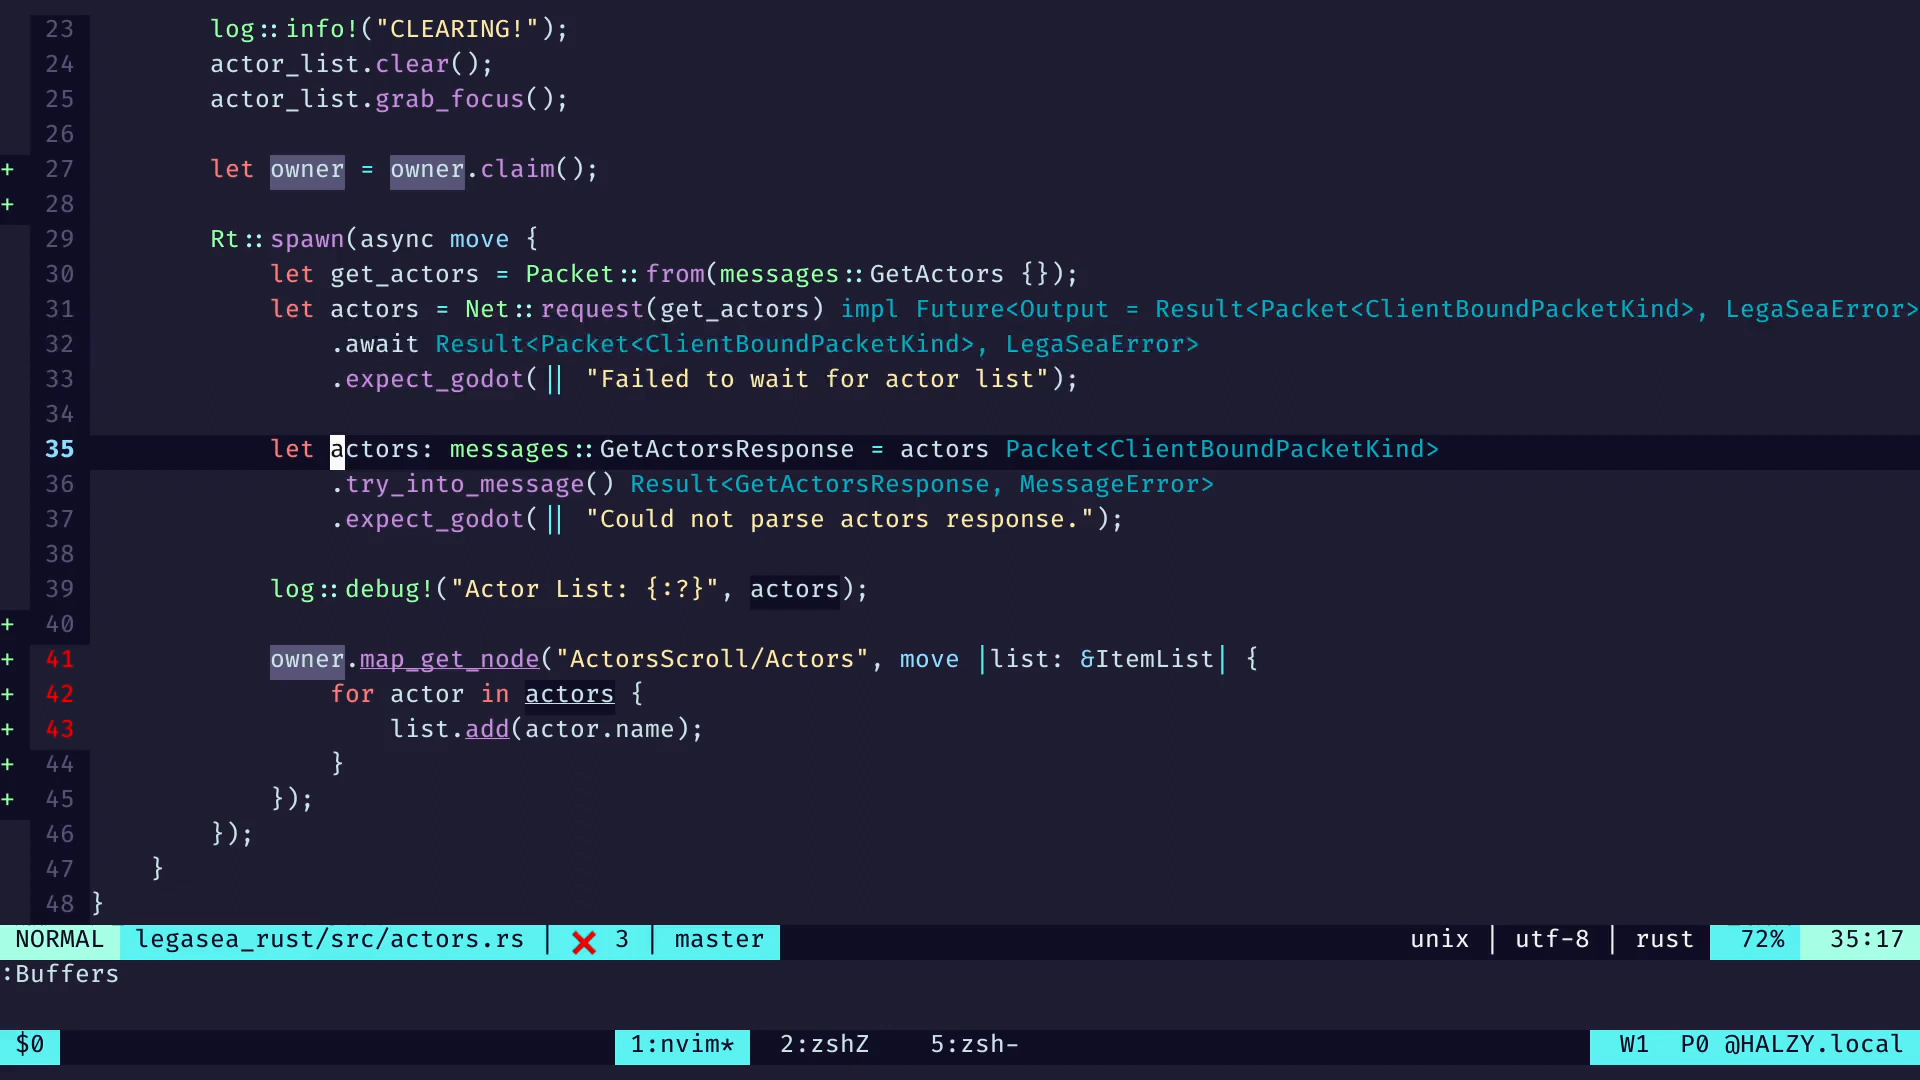 23 log::info!("CLEARING!");
24 actor_list.clear();
25 actor_list.grab_focus();
26
+ 27 let owner = owner.claim();
+ 28
29 Rt::spawn(async move {
30 let get_actors = Packet::from(messages::GetActors {});
31 let actors = Net::request(get_actors) impl Future<Output = Result<Packet<ClientBoundPacketKind>, LegaSeaError>
32 .await Result<Packet<ClientBoundPacketKind>, LegaSeaError>
33 .expect_godot(|| "Failed to wait for actor list");
34
35 let actors: messages::GetActorsResponse = actors Packet<ClientBoundPacketKind>
36 .try_into_message() Result<GetActorsResponse, MessageError>
37 .expect_godot(|| "Could not parse actors response.");
38
39 log::debug!("Actor List: {:?}", actors);
+ 40
+ 41 owner.map_get_node("ActorsScroll/Actors", move |list: &ItemList| {
+ 42 for actor in actors {
+ 43 list.add(actor.name);
+ 44 }
+ 45 });
46 });
47 }
48 }
NORMAL legasea_rust/src/actors.rs | ❌ 3 | master unix | utf-8 | rust 72% 35:17
:Buffers
$0 1:nvim* 2:zshZ 5:zsh- W1 P0 @HALZY.local